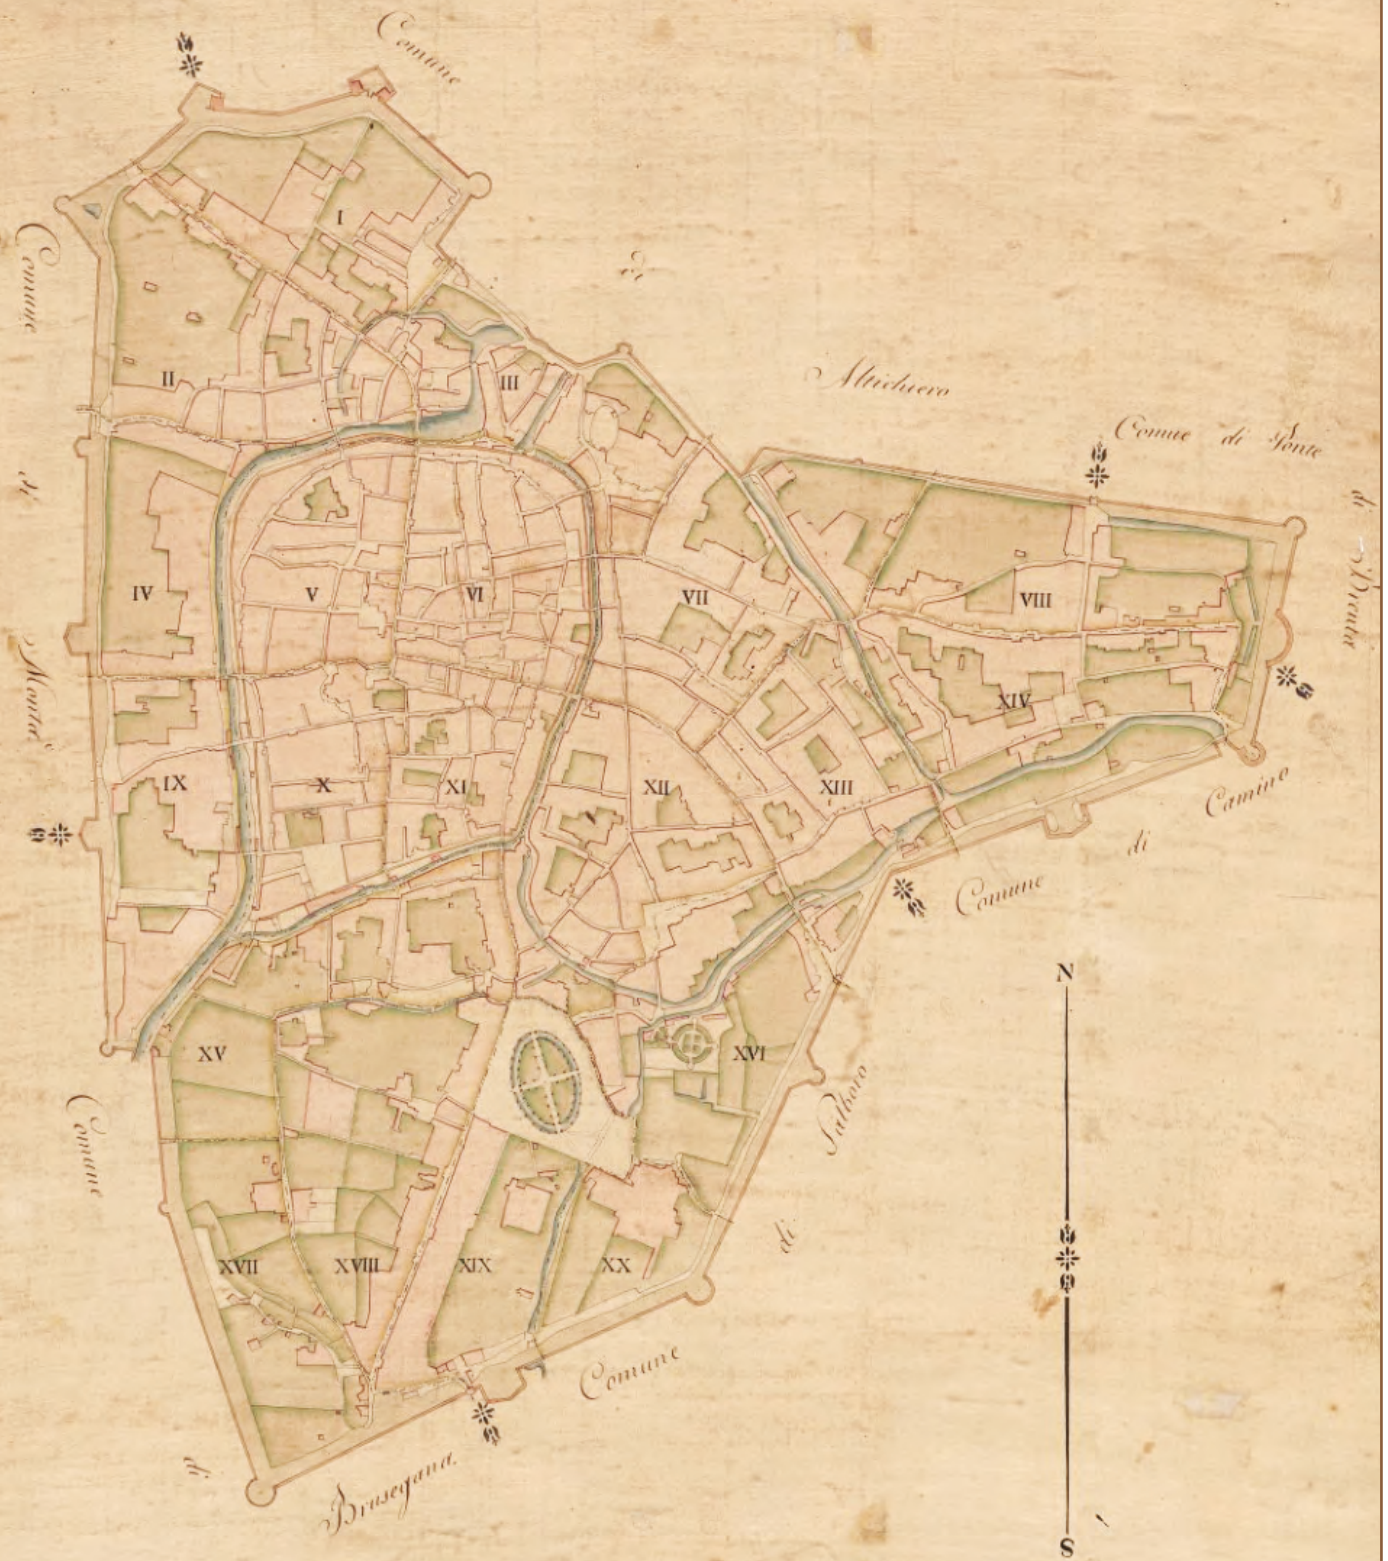 Comune
di
Altichiero
Comune
di
Montà
Comue di Ponte
di Brenta
Comune di Camino
Comune
di
Salboro
Comune
di
Brusegana.
Comune
I
II
III
IV
V
VI
VII
VIII
IX
X
XI
XII
XIII
XIV
XV
XVI
XVII
XVIII
XIX
XX
N
S